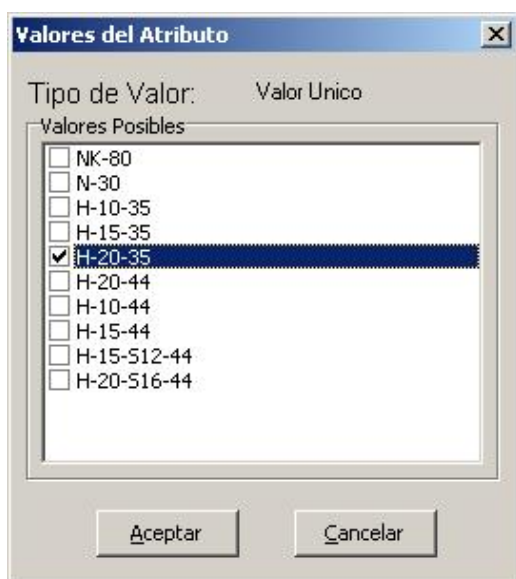 Valores del Atributo
Tipo de Valor: Valor Unico
Valores Posibles
NK-80
N-30
H-10-35
H-15-35
H-20-35
H-20-44
H-10-44
H-15-44
H-15-S12-44
H-20-S16-44
Aceptar Cancelar